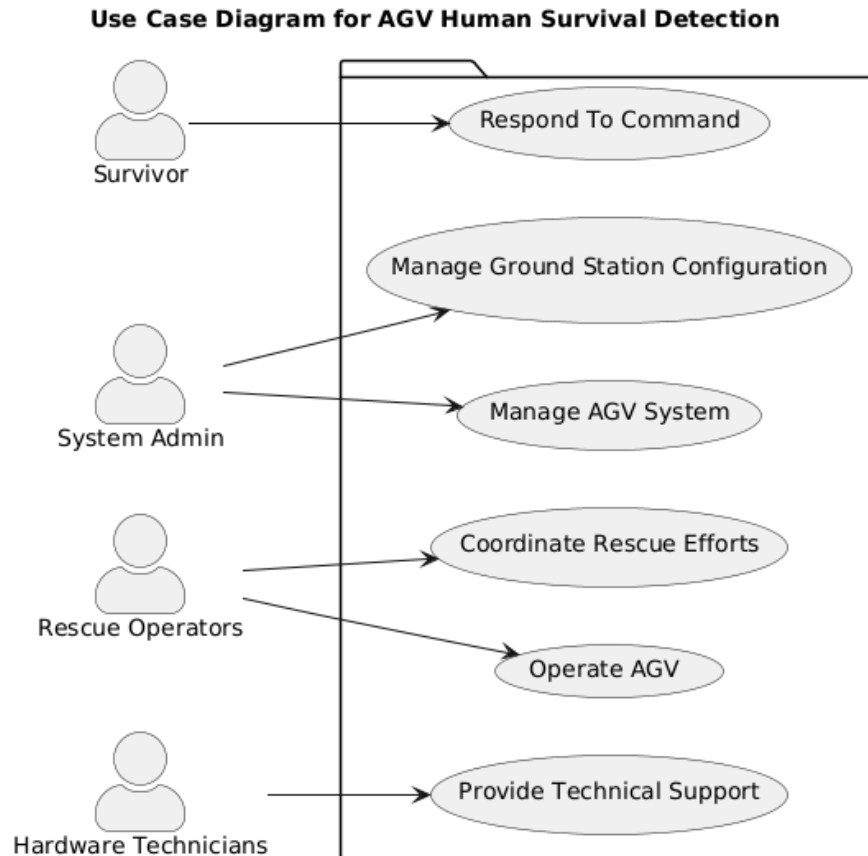 Use Case Diagram for AGV Human Survival Detection
Respond To Command
Survivor
Manage Ground Station Configuration
Manage AGV System
System Admin
Coordinate Rescue Efforts
Rescue Operators
Operate AGV
Provide Technical Support
Hardware Technicians